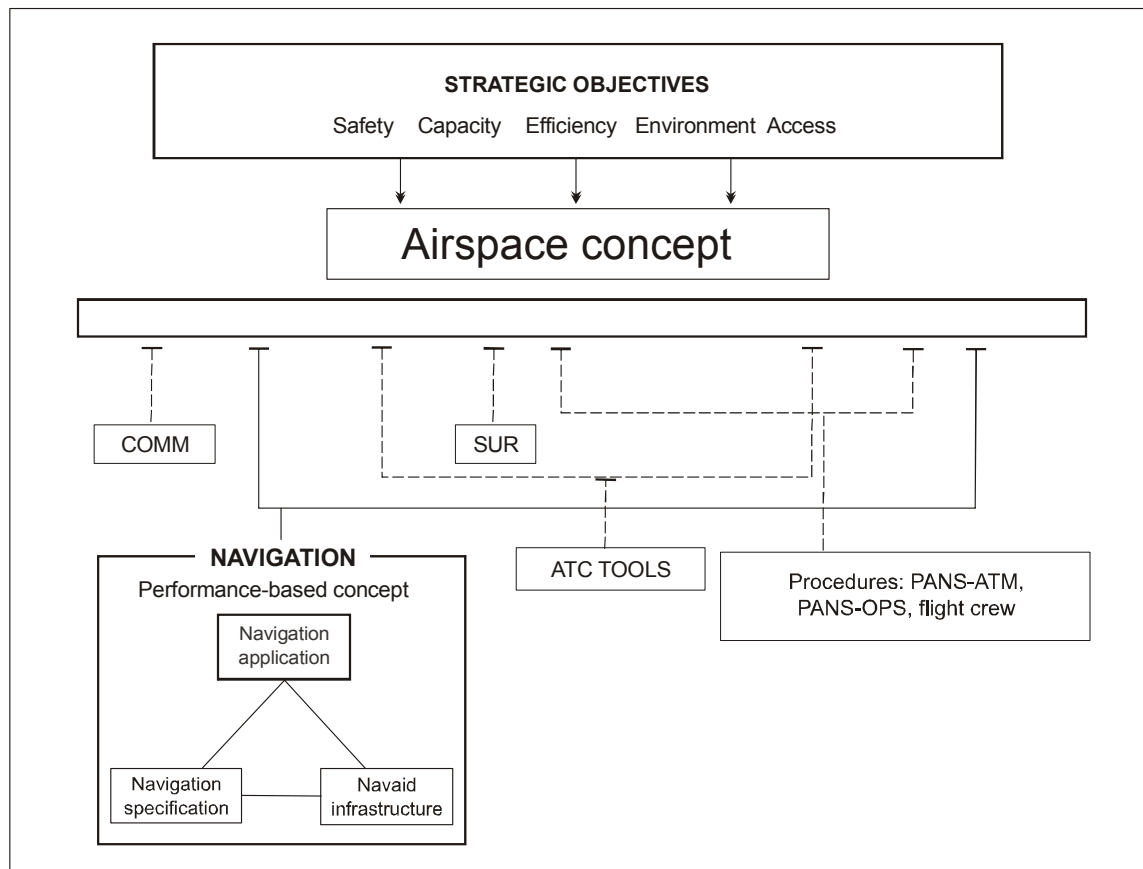 STRATEGIC OBJECTIVES
Safety Capacity Efficiency Environment Access
Airspace concept
COMM
SUR
NAVIGATION
Performance-based concept
Navigation
application
Navigation
specification
Navaid
infrastructure
ATC TOOLS
Procedures: PANS-ATM,
PANS-OPS, flight crew